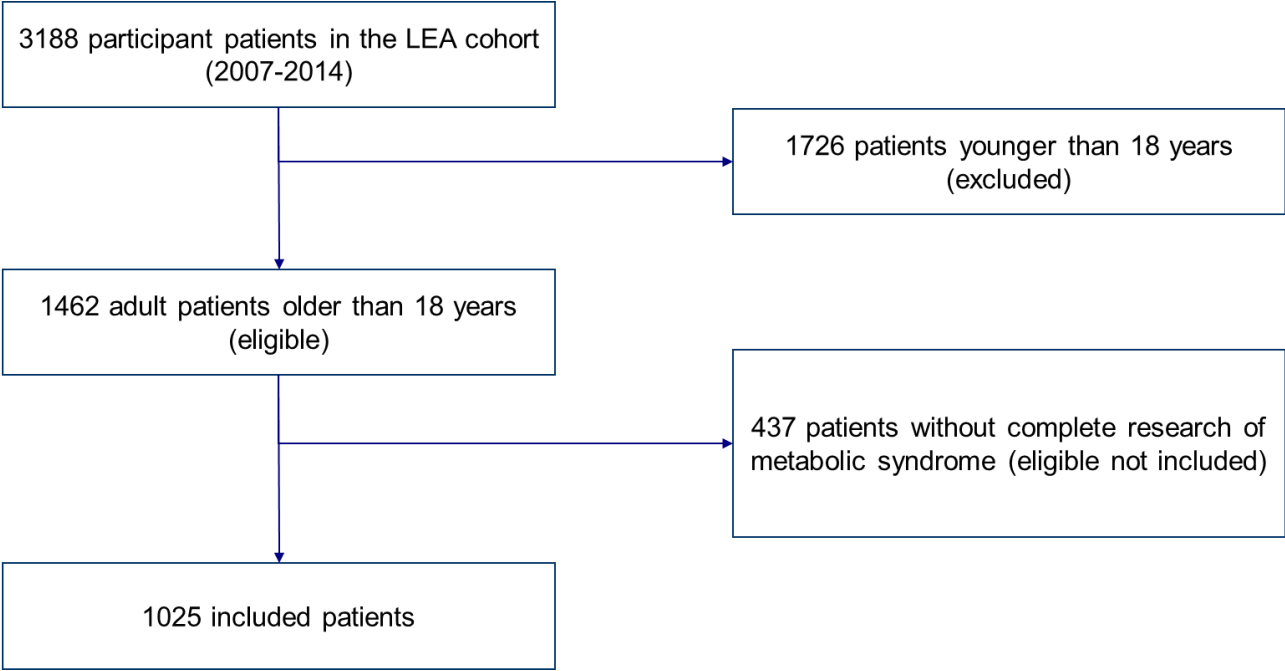 3188 participant patients in the LEA cohort
(2007-2014)
1726 patients younger than 18 years
(excluded)
1462 adult patients older than 18 years
(eligible)
437 patients without complete research of
metabolic syndrome (eligible not included)
1025 included patients